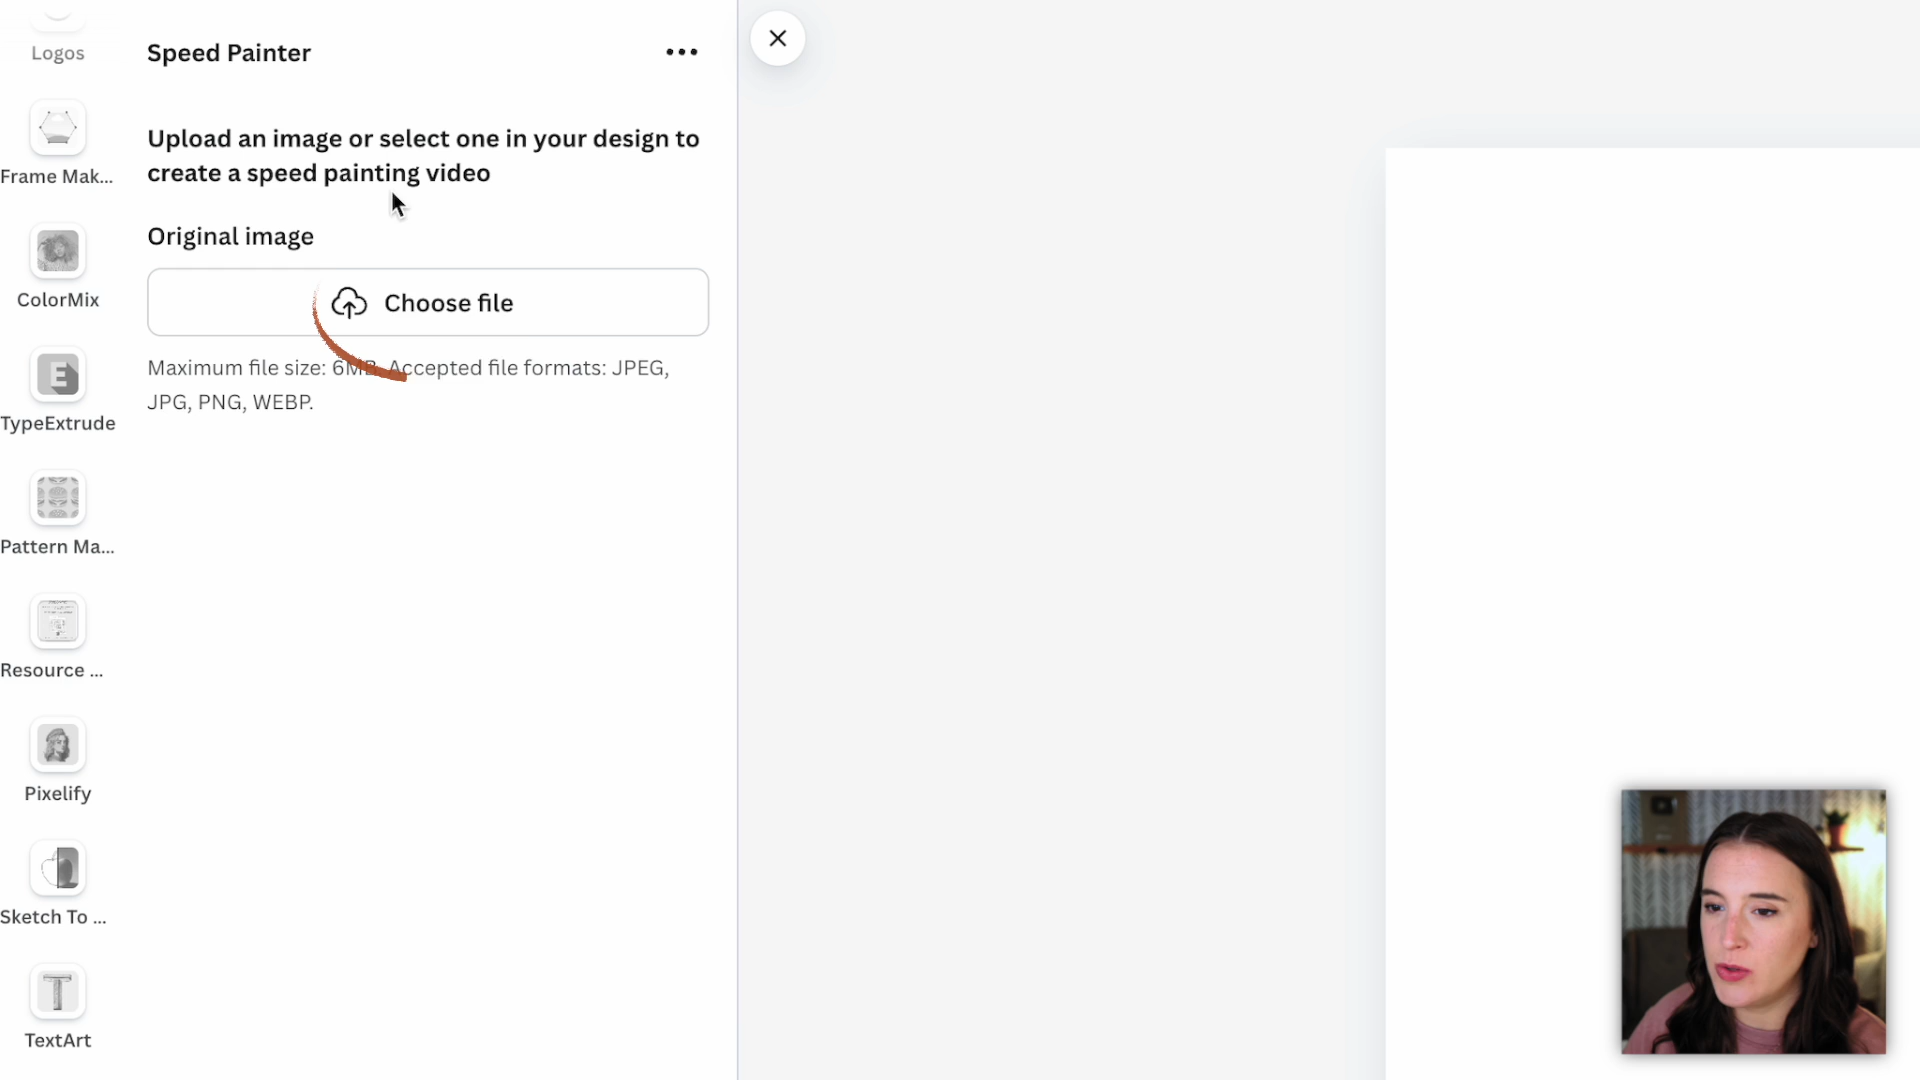 Logos
Frame Mak...
ColorMix
TypeExtrude
Pattern Ma...
Resource ...
Pixelify
Sketch To ...
TextArt
Speed Painter
Upload an image or select one in your design to
create a speed painting video
Original image
Choose file
Maximum file size: 6MB. Accepted file formats: JPEG,
JPG, PNG, WEBP.